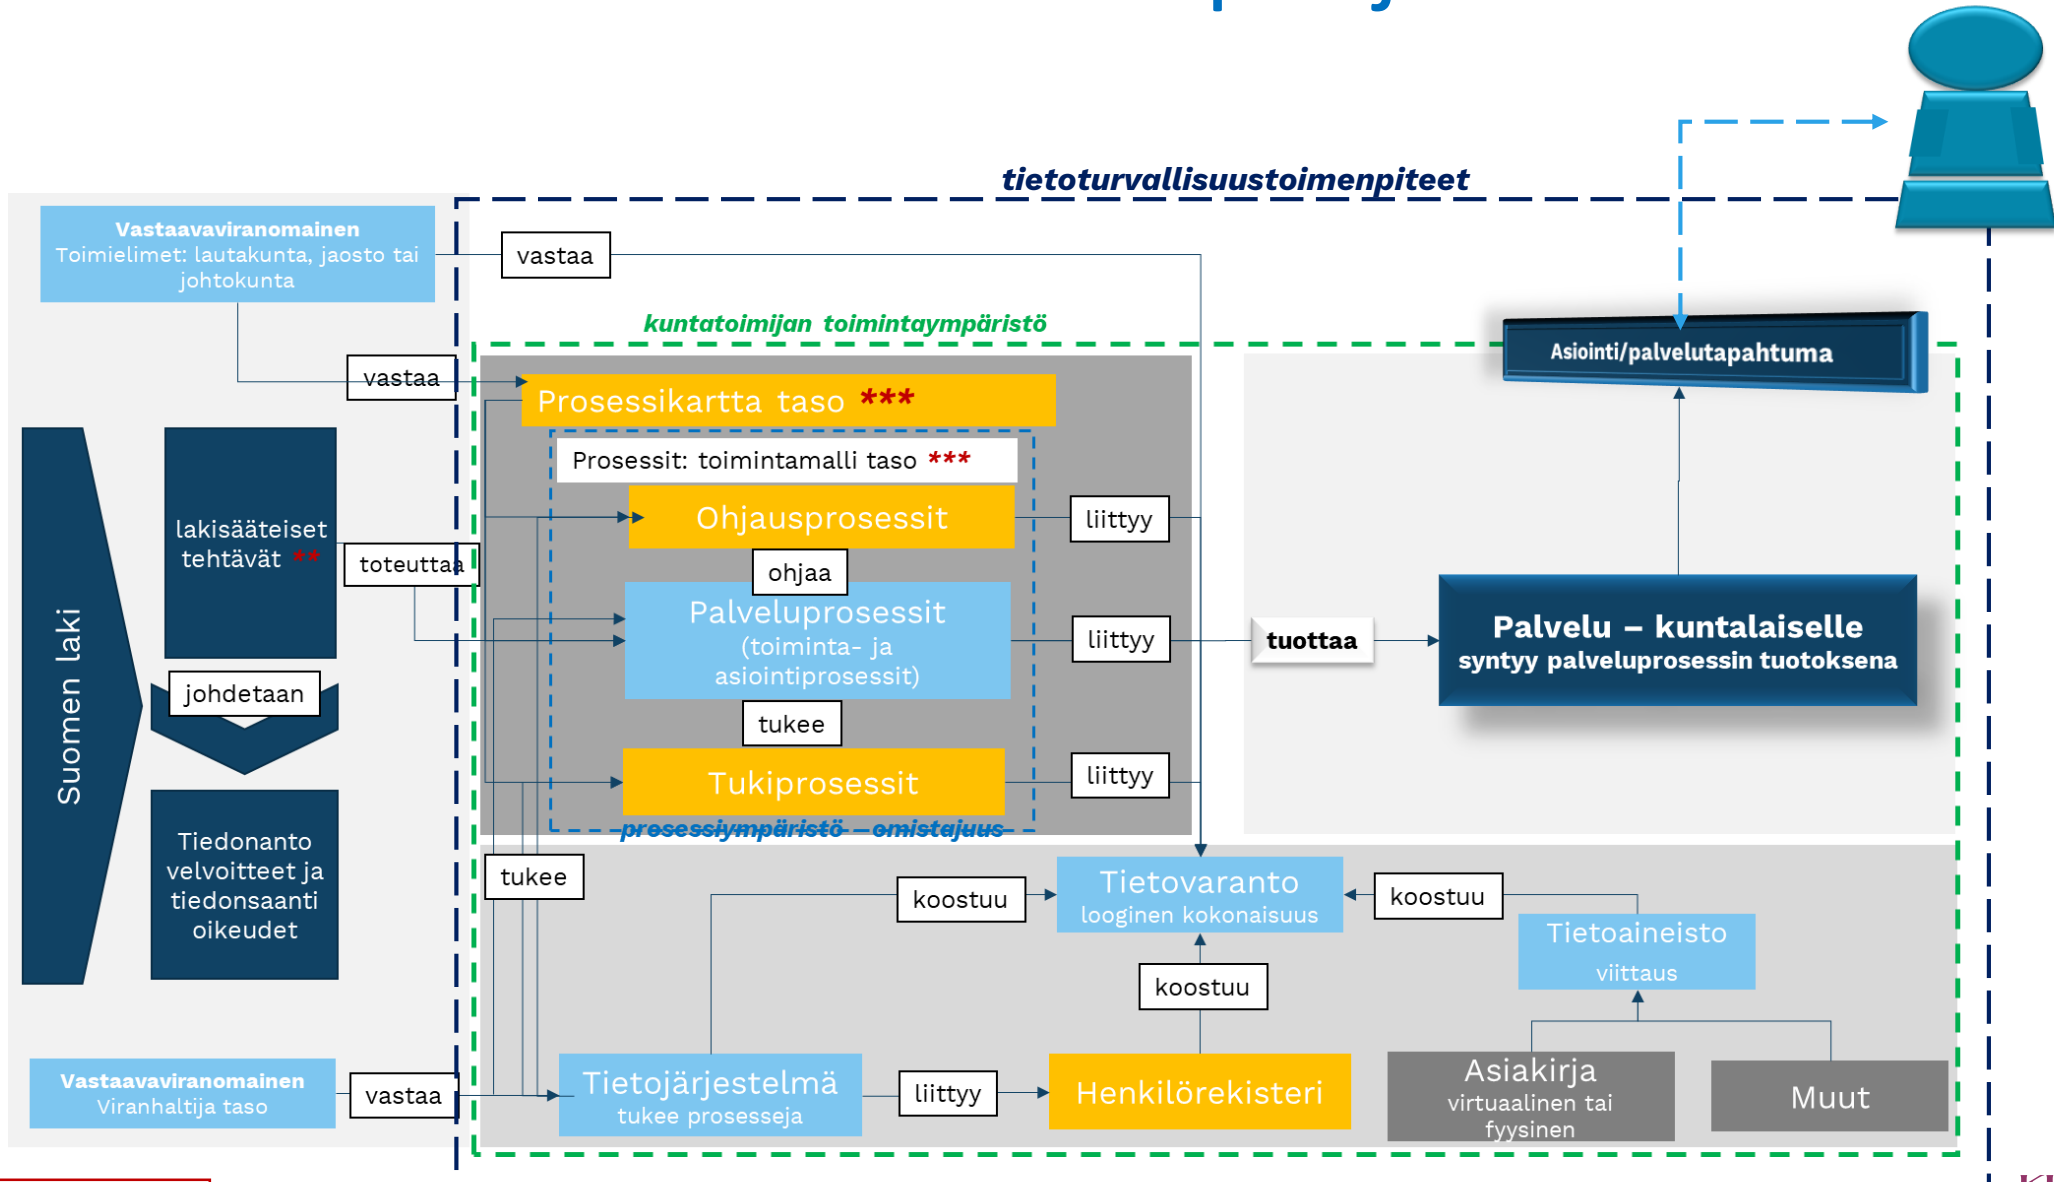 tietoturvallisuustoimenpiteet
Vastaavaviranomainen
Toimielimet: lautakunta, jaosto tai
johtokunta
vastaa
kuntatoimijan toimintaympäristö
Asiointi/palvelutapahtuma
vastaa
Prosessikartta taso ***
Prosessit: toimintamalli taso ***
lakisääteiset
tehtävät **
toteuttaa
Ohjausprosessit
liittyy
ohjaa
Palveluprosessit
(toiminta- ja
asiointiprosessit)
liittyy
tuottaa
Palvelu – kuntalaiselle
syntyy palveluprosessin tuotoksena
Suomen laki
johdetaan
tukee
Tukiprosessit
liittyy
prosessiympäristö – omistajuus
Tiedonanto
velvoitteet ja
tiedonsaanti
oikeudet
tukee
koostuu
Tietovaranto
looginen kokonaisuus
koostuu
Tietoaineisto
viittaus
koostuu
Vastaavaviranomainen
Viranhaltija taso
vastaa
Tietojärjestelmä
tukee prosesseja
liittyy
Henkilörekisteri
Asiakirja
virtuaalinen tai
fyysinen
Muut